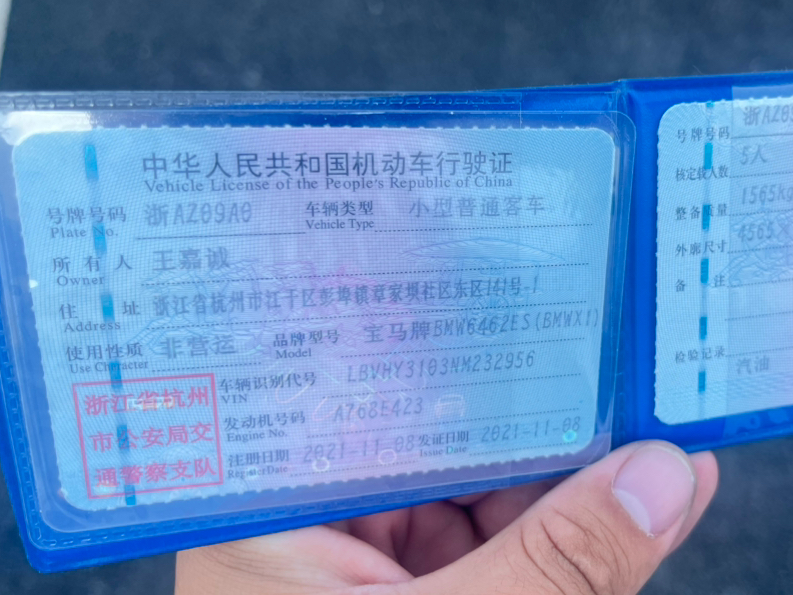 中华人民共和国机动车行驶证
Vehicle License of the People's Republic of China
号牌号码 浙AZ09A0 车辆类型 小型普通客车
Plate No. Vehicle Type
所有人 王嘉诚
Owner
住址 浙江省杭州市江干区彭埠镇章家坝社区东区141号-1
Address
使用性质 非营运 品牌型号 宝马牌BMW6462ES(BMWX1)
Use Character Model
车辆识别代号 LBVHY3103NM232956
VIN
发动机号码 A768E423
Engine No.
注册日期 2021-11-08 发证日期 2021-11-08
Register Date Issue Date
浙江省杭州
市公安局交
通警察支队
号牌号码 浙AZ09
核定载人数 5人
整备质量 1565kg
外廓尺寸 4565X
备注
检验记录
汽油